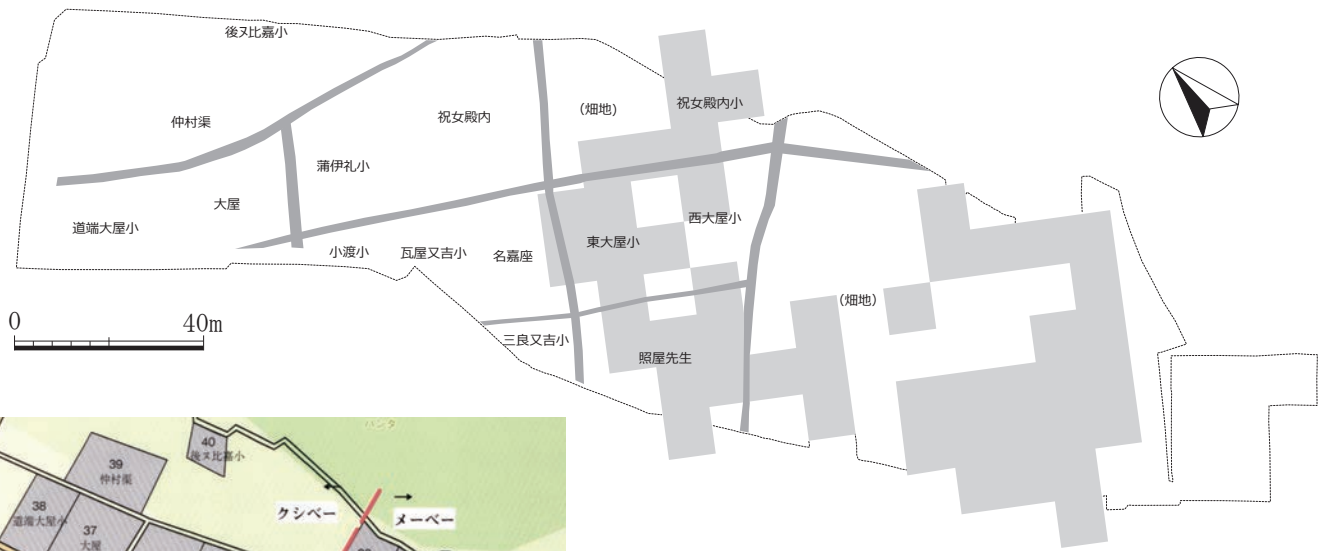 後ヌ比嘉小
仲村渠
祝女殿内
(畑地)
祝女殿内小
蒲伊礼小
大屋
道端大屋小
西大屋小
東大屋小
小渡小
瓦屋又吉小
名嘉座
(畑地)
三良又吉小
照屋先生
0
40m
ハンタ
40
後ヌ比嘉小
39
仲村渠
クシベー
メーベー
38
道端大屋小
37
大屋